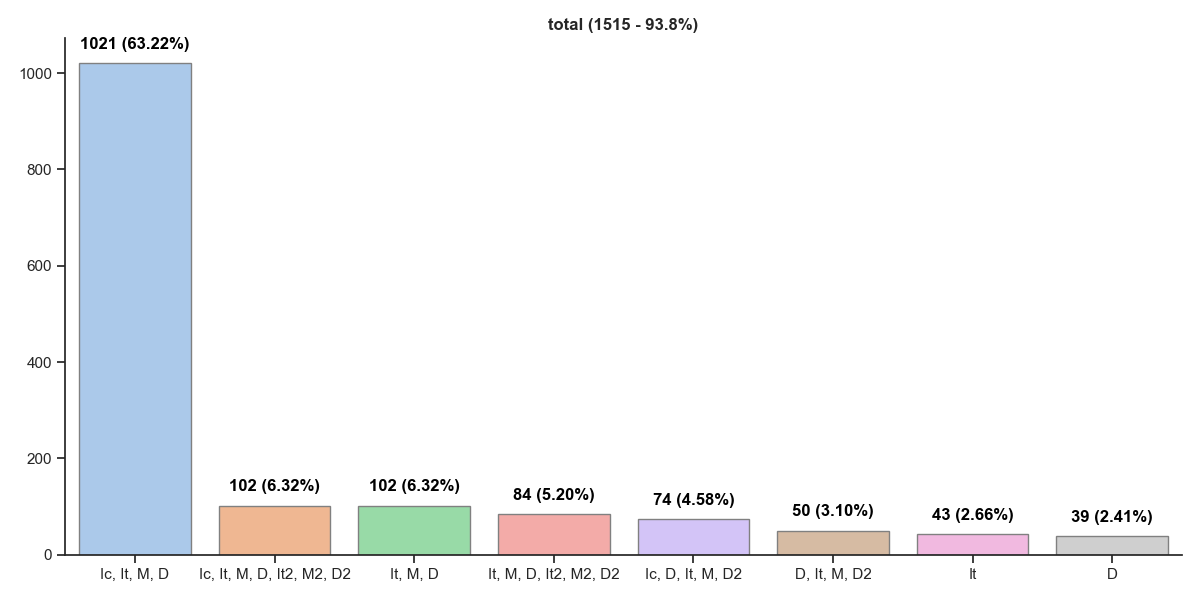 total (1515 - 93.8%)
1021 (63.22%)
1000
800
600
400
200
0
102 (6.32%)
102 (6.32%)
84 (5.20%)
74 (4.58%)
50 (3.10%)
43 (2.66%)
39 (2.41%)
Ic, It, M, D
Ic, It, M, D, It2, M2, D2
It, M, D
It, M, D, It2, M2, D2
Ic, D, It, M, D2
D, It, M, D2
It
D